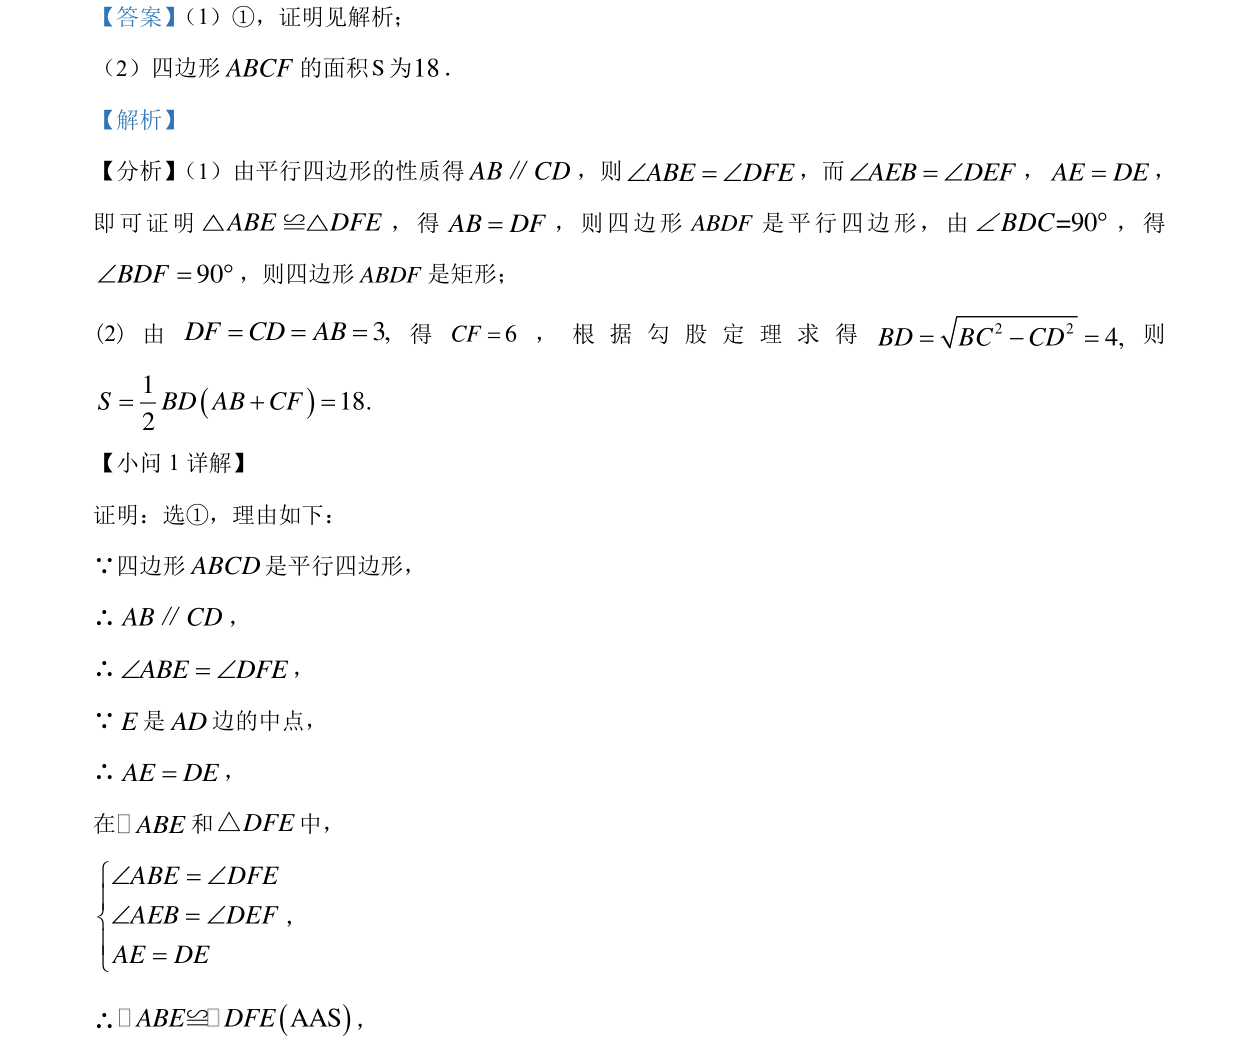 【答案】（1）①，证明见解析；
（2）四边形 ABCF 的面积 S 为18．
【解析】
【分析】（1）由平行四边形的性质得 AB∥CD，则∠ABE=∠DFE，而∠AEB=∠DEF，AE=DE，
即可证明△ABE≌△DFE，得 AB=DF，则四边形 ABDF 是平行四边形，由∠BDC=90°，得
∠BDF=90°，则四边形 ABDF 是矩形；
(2) 由 DF=CD=AB=3, 得 CF=6，根据勾股定理求得 BD=√(BC²−CD²)=4, 则
S=1/2BD(AB+CF)=18.
【小问 1 详解】
证明：选①，理由如下：
∵四边形 ABCD 是平行四边形，
∴AB∥CD，
∴∠ABE=∠DFE，
∵E 是 AD 边的中点，
∴AE=DE，
在□ABE 和△DFE 中，
{∠ABE=∠DFE
∠AEB=∠DEF，
AE=DE
∴□ABE≌□DFE(AAS)，